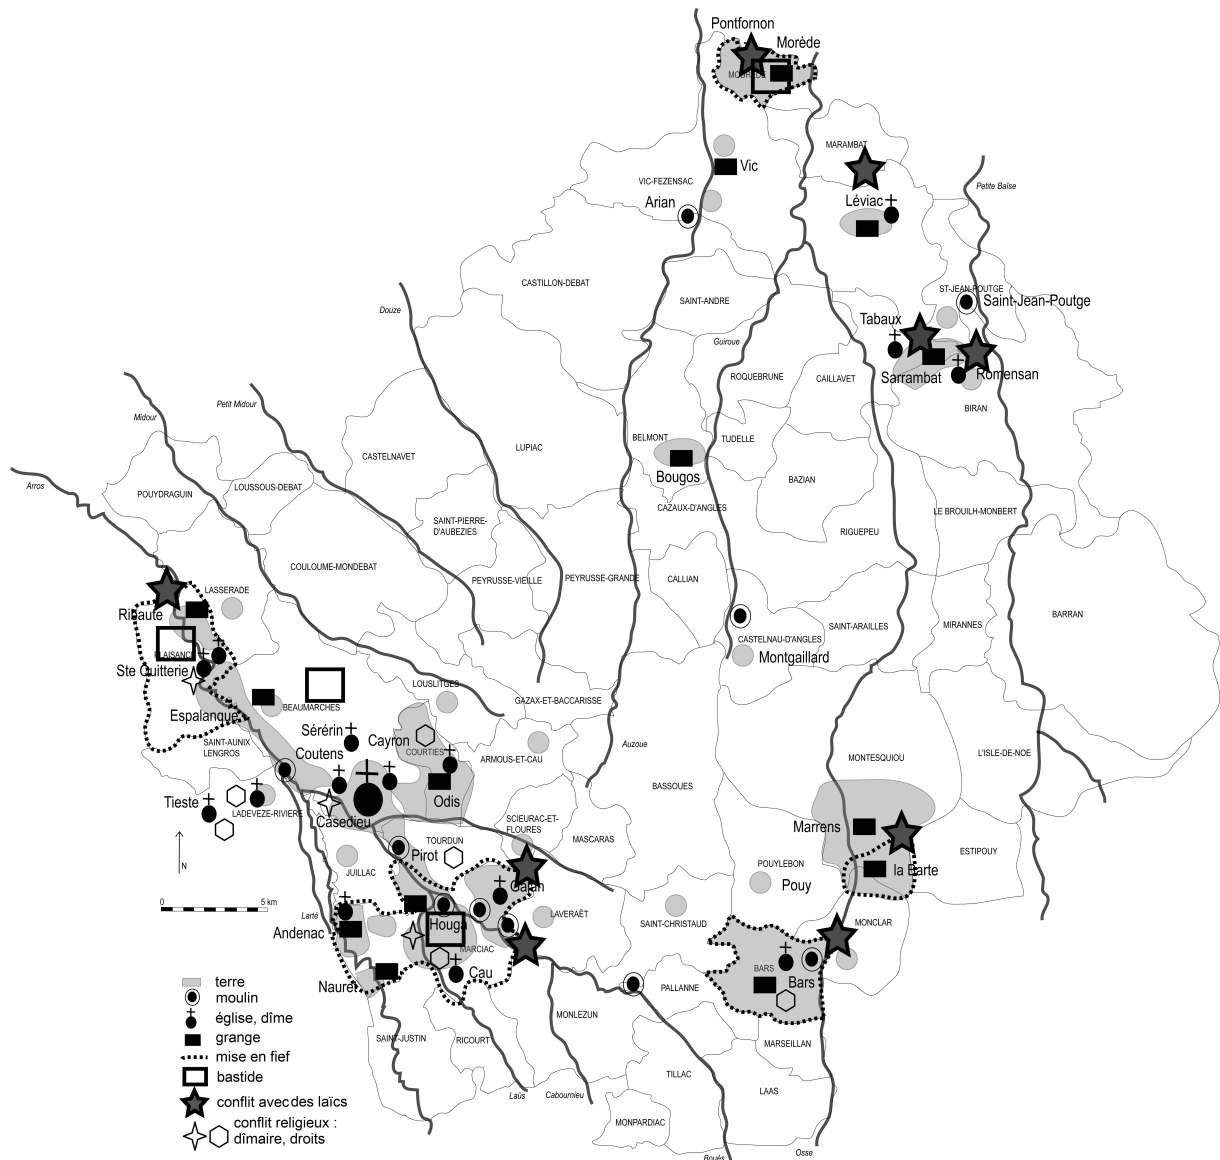 Pontfornon
Morède
MOUREDE
MARAMBAT
Vic
VIC-FEZENSAC
Petite Baïse
Arian
Léviac
CASTILLON-DEBAT
ST-JEAN-POUTGE
SAINT-ANDRE
Saint-Jean-Poutge
Douze
Tabaux
Guiroue
ROQUEBRUNE
CAILLAVET
Sarrambat
Romensan
Petit Midour
BIRAN
Midour
BELMONT
TUDELLE
LUPIAC
CASTELNAVET
Bougos
BAZIAN
Arros
LOUSSOUS-DEBAT
POUYDRAGUIN
CAZAUX-D'ANGLES
LE BROUILH-MONBERT
SAINT-PIERRE-
D'AUBEZIES
RIGUEPEU
COULOUME-MONDEBAT
PEYRUSSE-VIEILLE
PEYRUSSE-GRANDE
CALLIAN
LASSERADE
Ribaute
BARRAN
SAINT-ARAILLES
MIRANNES
CASTELNAU-D'ANGLES
PLAISANCE
Montgaillard
Ste Quitterie
LOUSLITGES
GAZAX-ET-BACCARISSE
BEAUMARCHES
Espalanque
Sérérin
Cayron
SAINT-AUNIX
LENGROS
Coutens
COURTIES
ARMOUS-ET-CAU
Auzoue
L'ISLE-DE-NOE
MONTESQUIOU
BASSOUES
Tieste
LADEVEZE-RIVIERE
Odis
Casedieu
SCIEURAC-ET-
FLOURES
Marrens
TOURDUN
MASCARAS
Pirot
ESTIPOUY
N
JUILLAC
POUYLEBON
la Barte
Galan
Pouy
0
5 km
Larté
LAVERAËT
SAINT-CHRISTAUD
MONCLAR
Andenac
Houga
MARCIAC
BARS
Cau
Bars
Nauret
PALLANNE
terre
moulin
MONLEZUN
église, dîme
grange
SAINT-JUSTIN
RICOURT
MARSEILLAN
mise en fief
TILLAC
bastide
LAAS
Laüs
Cabournieu
conflit avec des laïcs
MONPARDIAC
conflit religieux :
dîmaire, droits
Osse
Bouès